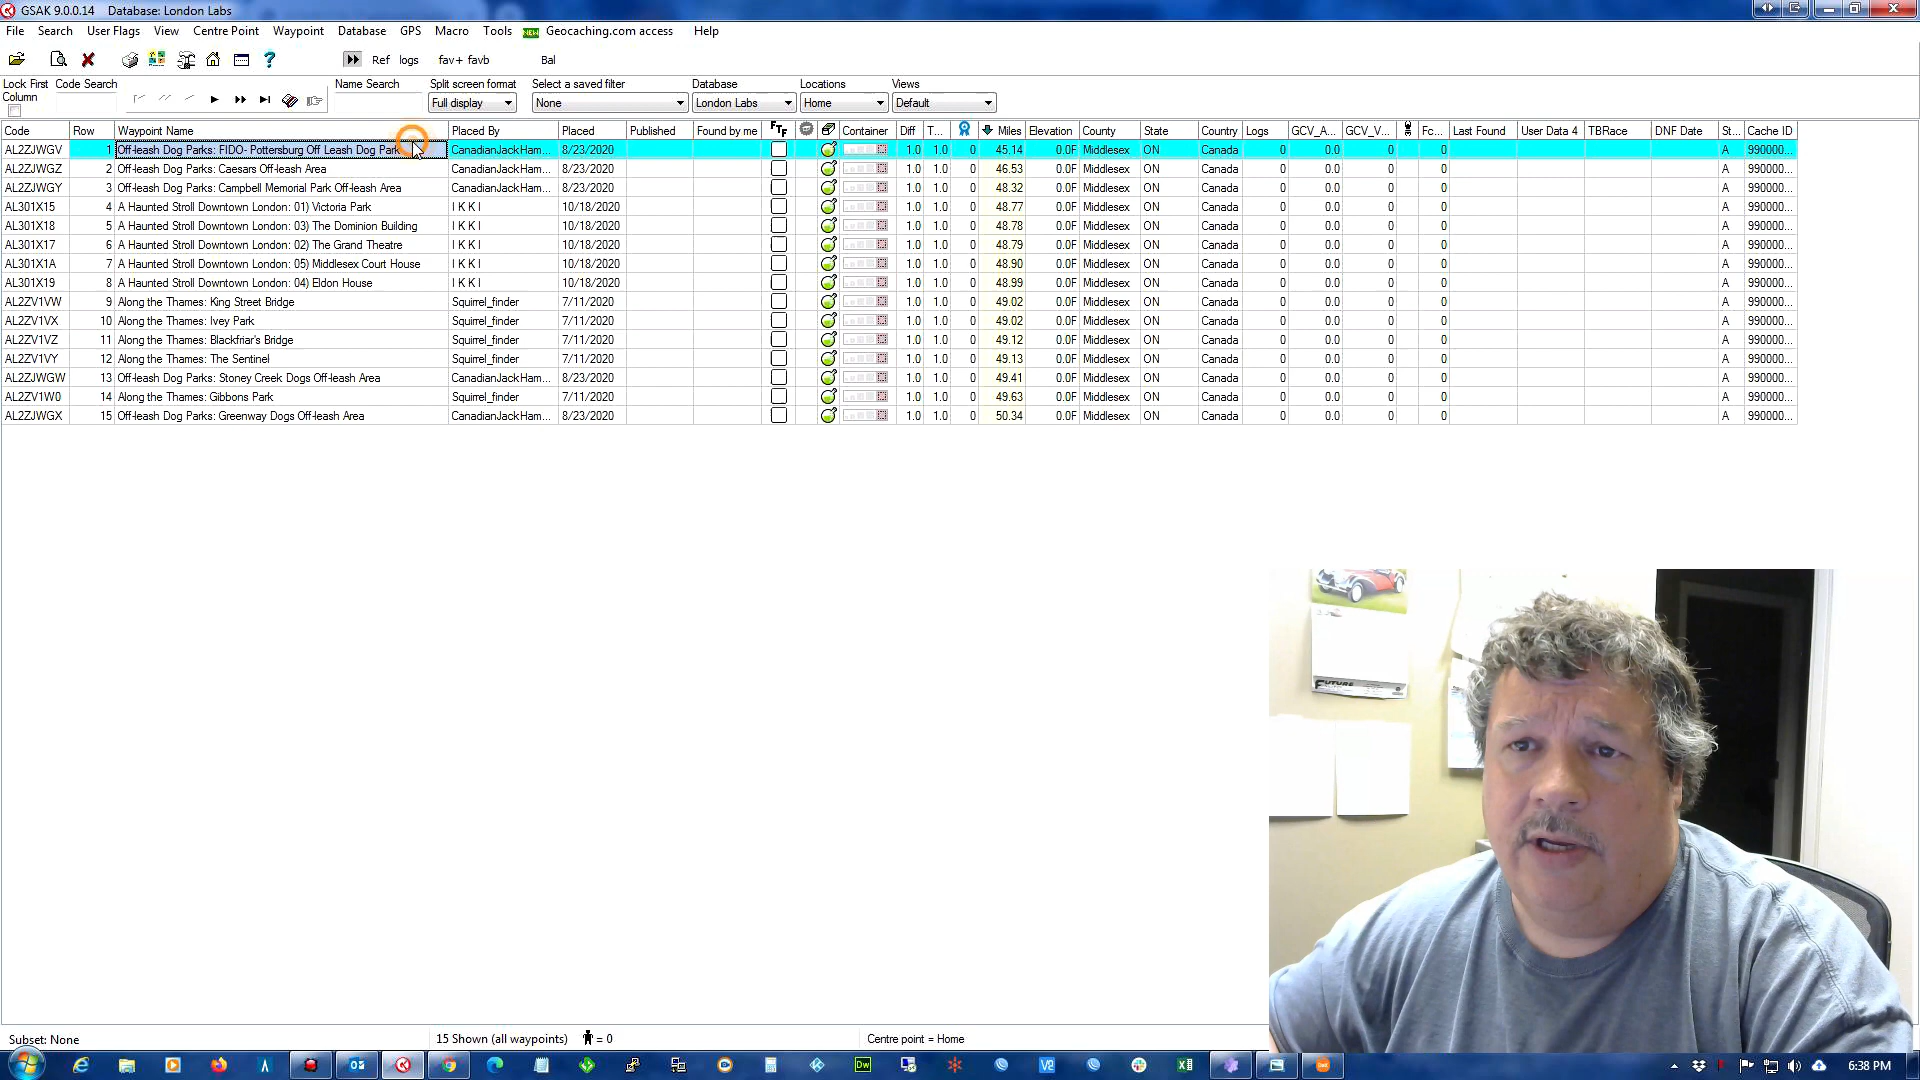 GSAK 9.0.0.14 Database: London Labs
File Search User Flags View Centre Point Waypoint Database GPS Macro Tools NEW Geocaching.com access Help
Ref logs fav+ favb Bal
Lock First Column Code Search Name Search Split screen format Select a saved filter Database Locations Views
Full display None London Labs Home Default
Code Row Waypoint Name Placed By Placed Published Found by me FTF Container Diff T... Miles Elevation County State Country Logs GCV_A... GCV_V... Fc... Last Found User Data 4 TBRace DNF Date St... Cache ID
AL2ZJWGV 1 Off-leash Dog Parks: FIDO- Pottersburg Off Leash Dog Park CanadianJackHam... 8/23/2020 1.0 1.0 0 45.14 0.0F Middlesex ON Canada 0 0.0 0 0 A 990000...
AL2ZJWGZ 2 Off-leash Dog Parks: Caesars Off-leash Area CanadianJackHam... 8/23/2020 1.0 1.0 0 46.53 0.0F Middlesex ON Canada 0 0.0 0 0 A 990000...
AL2ZJWGY 3 Off-leash Dog Parks: Campbell Memorial Park Off-leash Area CanadianJackHam... 8/23/2020 1.0 1.0 0 48.32 0.0F Middlesex ON Canada 0 0.0 0 0 A 990000...
AL301X15 4 A Haunted Stroll Downtown London: 01) Victoria Park I K K I 10/18/2020 1.0 1.0 0 48.77 0.0F Middlesex ON Canada 0 0.0 0 0 A 990000...
AL301X18 5 A Haunted Stroll Downtown London: 03) The Dominion Building I K K I 10/18/2020 1.0 1.0 0 48.78 0.0F Middlesex ON Canada 0 0.0 0 0 A 990000...
AL301X17 6 A Haunted Stroll Downtown London: 02) The Grand Theatre I K K I 10/18/2020 1.0 1.0 0 48.79 0.0F Middlesex ON Canada 0 0.0 0 0 A 990000...
AL301X1A 7 A Haunted Stroll Downtown London: 05) Middlesex Court House I K K I 10/18/2020 1.0 1.0 0 48.90 0.0F Middlesex ON Canada 0 0.0 0 0 A 990000...
AL301X19 8 A Haunted Stroll Downtown London: 04) Eldon House I K K I 10/18/2020 1.0 1.0 0 48.99 0.0F Middlesex ON Canada 0 0.0 0 0 A 990000...
AL2ZV1VW 9 Along the Thames: King Street Bridge Squirrel_finder 7/11/2020 1.0 1.0 0 49.02 0.0F Middlesex ON Canada 0 0.0 0 0 A 990000...
AL2ZV1VX 10 Along the Thames: Ivey Park Squirrel_finder 7/11/2020 1.0 1.0 0 49.02 0.0F Middlesex ON Canada 0 0.0 0 0 A 990000...
AL2ZV1VZ 11 Along the Thames: Blackfriar's Bridge Squirrel_finder 7/11/2020 1.0 1.0 0 49.12 0.0F Middlesex ON Canada 0 0.0 0 0 A 990000...
AL2ZV1VY 12 Along the Thames: The Sentinel Squirrel_finder 7/11/2020 1.0 1.0 0 49.13 0.0F Middlesex ON Canada 0 0.0 0 0 A 990000...
AL2ZJWGW 13 Off-leash Dog Parks: Stoney Creek Dogs Off-leash Area CanadianJackHam... 8/23/2020 1.0 1.0 0 49.41 0.0F Middlesex ON Canada 0 0.0 0 0 A 990000...
AL2ZV1W0 14 Along the Thames: Gibbons Park Squirrel_finder 7/11/2020 1.0 1.0 0 49.63 0.0F Middlesex ON Canada 0 0.0 0 0 A 990000...
AL2ZJWGX 15 Off-leash Dog Parks: Greenway Dogs Off-leash Area CanadianJackHam... 8/23/2020 1.0 1.0 0 50.34 0.0F Middlesex ON Canada 0 0.0 0 0 A 990000...
FUTURE
Subset: None 15 Shown (all waypoints) = 0 Centre point = Home
Dw V2 6:38 PM